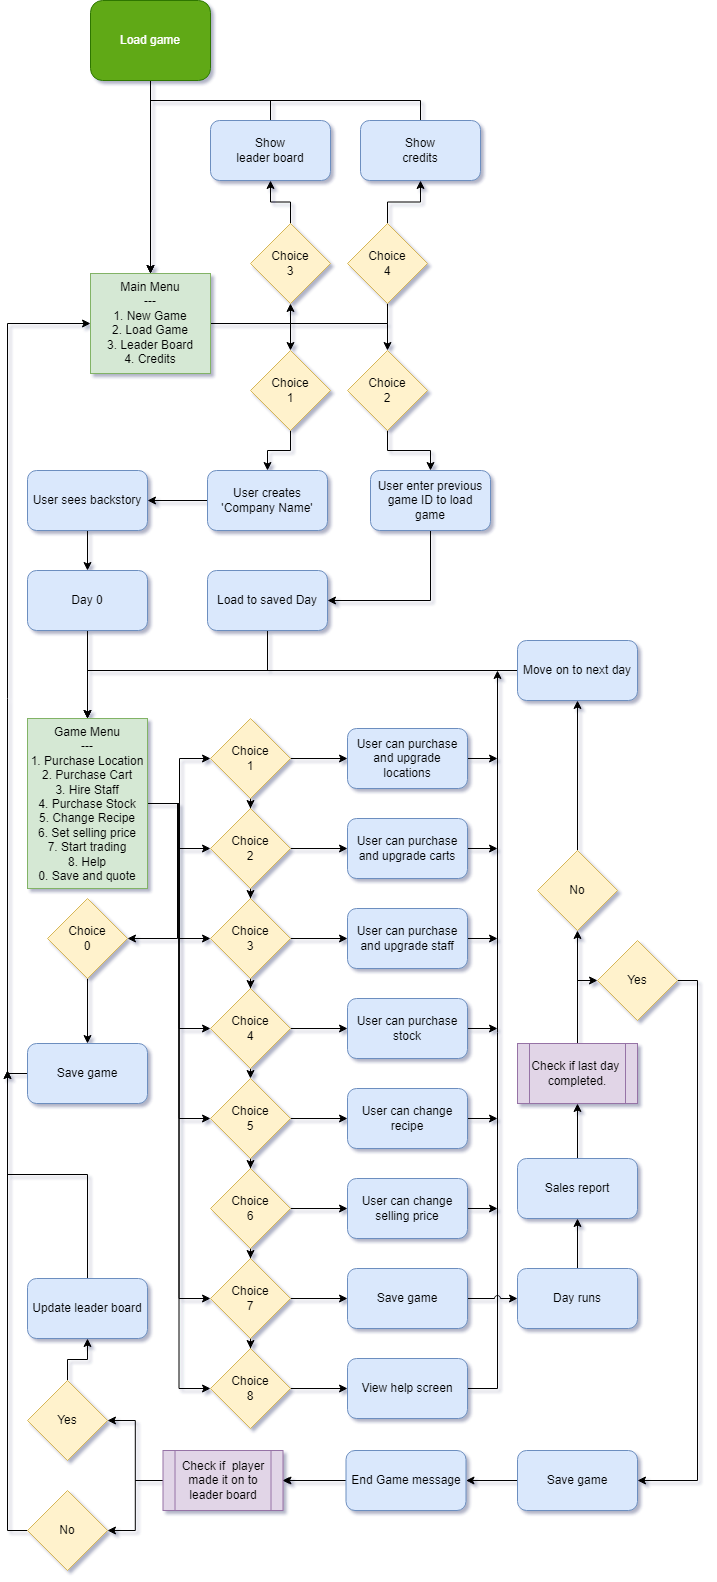 Load game
Show
leader board
Show
credits
Choice
3
Choice
4
Main Menu
---
1. New Game
2. Load Game
3. Leader Board
4. Credits
Choice
1
Choice
2
User sees backstory
User creates
'Company Name'
User enter previous
game ID to load
game
Day 0
Load to saved Day
Move on to next day
Game Menu
---
1. Purchase Location
2. Purchase Cart
3. Hire Staff
4. Purchase Stock
5. Change Recipe
6. Set selling price
7. Start trading
8. Help
0. Save and quote
Choice
1
User can purchase
and upgrade
locations
Choice
2
User can purchase
and upgrade carts
No
Choice
0
Choice
3
User can purchase
and upgrade staff
Yes
Choice
4
User can purchase
stock
Save game
Check if last day
completed.
Choice
5
User can change
recipe
Choice
6
User can change
selling price
Sales report
Update leader board
Choice
7
Save game
Day runs
Choice
8
View help screen
Yes
Check if  player
made it on to
leader board
End Game message
Save game
No